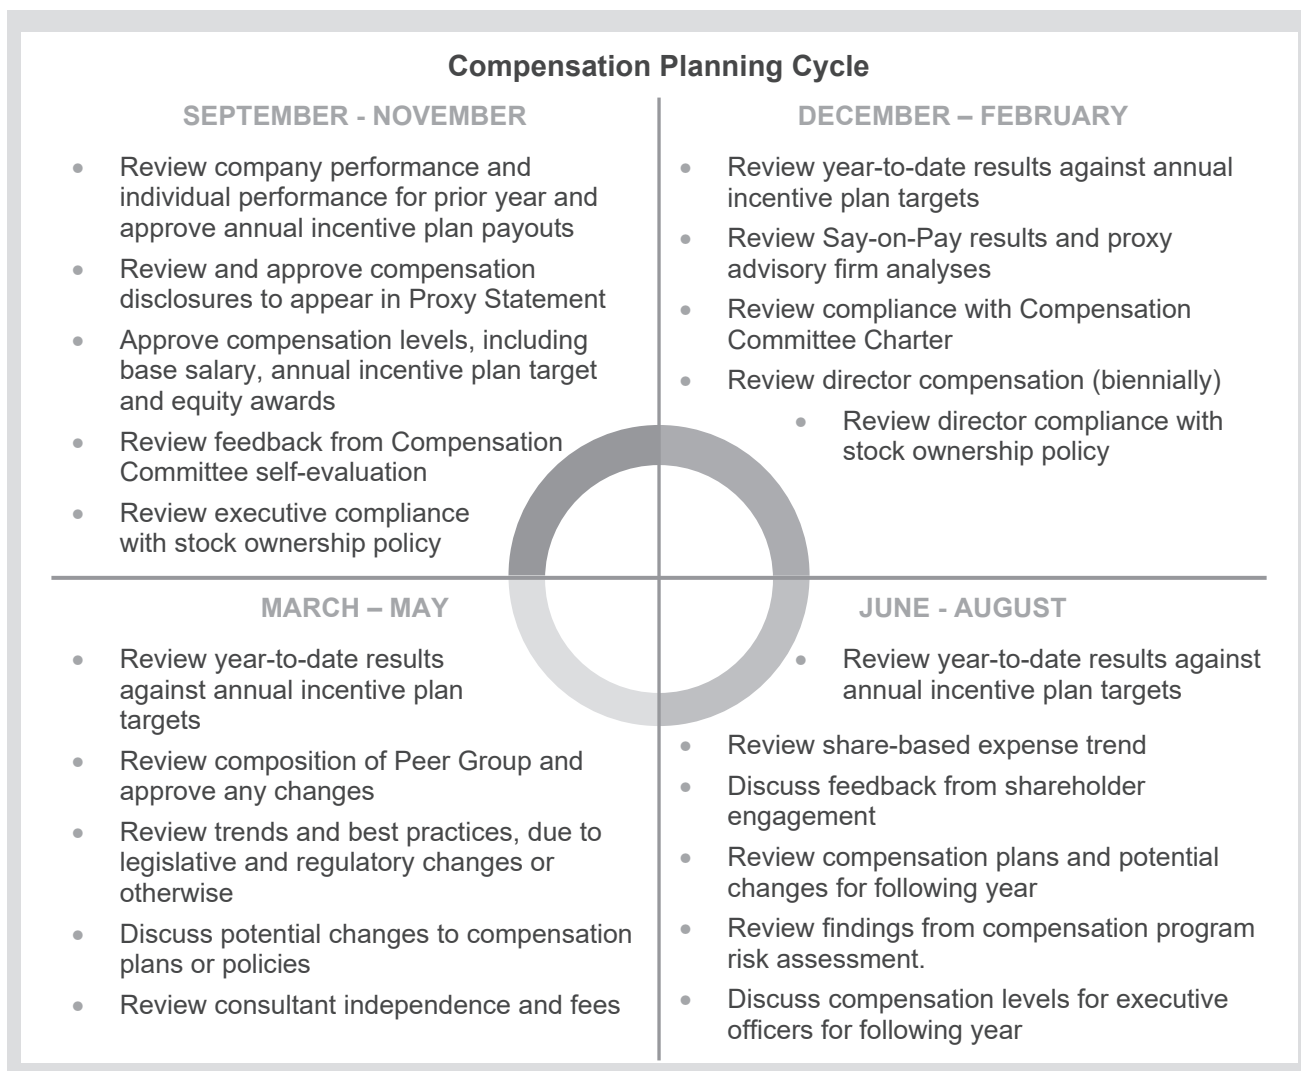 Compensation Planning Cycle
SEPTEMBER - NOVEMBER
• Review company performance and
individual performance for prior year and
approve annual incentive plan payouts
• Review and approve compensation
disclosures to appear in Proxy Statement
• Approve compensation levels, including
base salary, annual incentive plan target
and equity awards
• Review feedback from Compensation
Committee self-evaluation
• Review executive compliance
with stock ownership policy
DECEMBER – FEBRUARY
• Review year-to-date results against annual
incentive plan targets
• Review Say-on-Pay results and proxy
advisory firm analyses
• Review compliance with Compensation
Committee Charter
• Review director compensation (biennially)
• Review director compliance with
stock ownership policy
MARCH – MAY
• Review year-to-date results
against annual incentive plan
targets
• Review composition of Peer Group and
approve any changes
• Review trends and best practices, due to
legislative and regulatory changes or
otherwise
• Discuss potential changes to compensation
plans or policies
• Review consultant independence and fees
JUNE - AUGUST
• Review year-to-date results against
annual incentive plan targets
• Review share-based expense trend
• Discuss feedback from shareholder
engagement
• Review compensation plans and potential
changes for following year
• Review findings from compensation program
risk assessment.
• Discuss compensation levels for executive
officers for following year